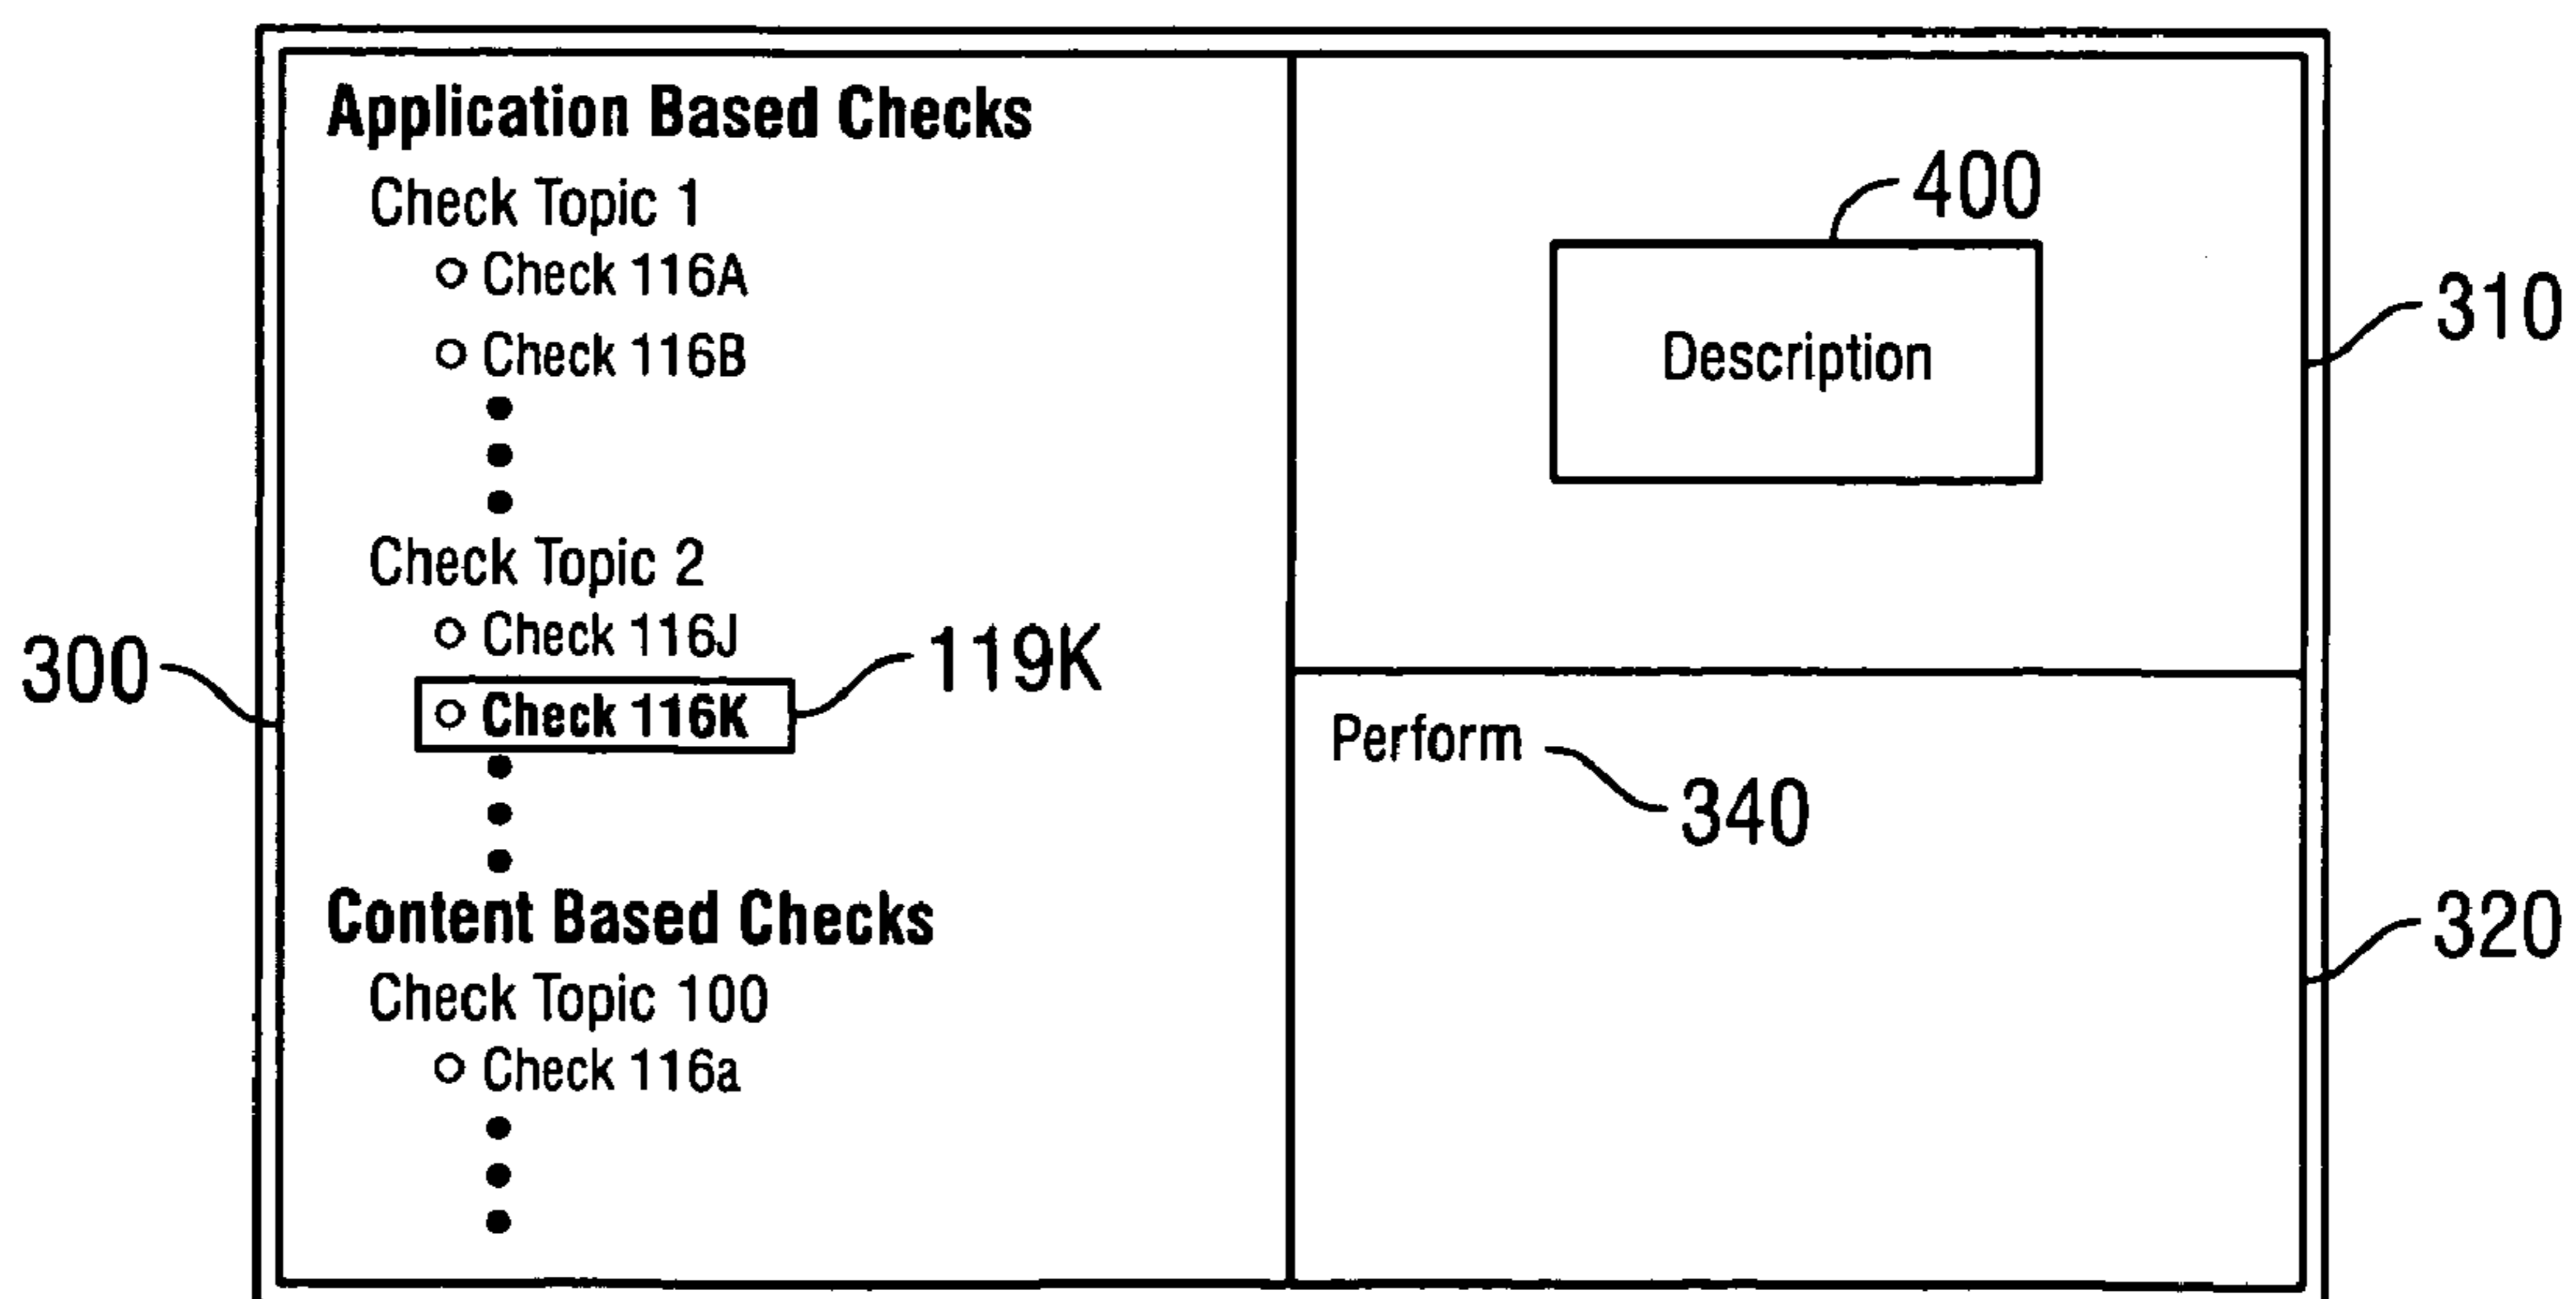 Application Based Checks
Check Topic 1
Check 116A
Check 116B
Check Topic 2
Check 116J
Check 116K
119K
300
Content Based Checks
Check Topic 100
Check 116a
400
Description
310
Perform
340
320